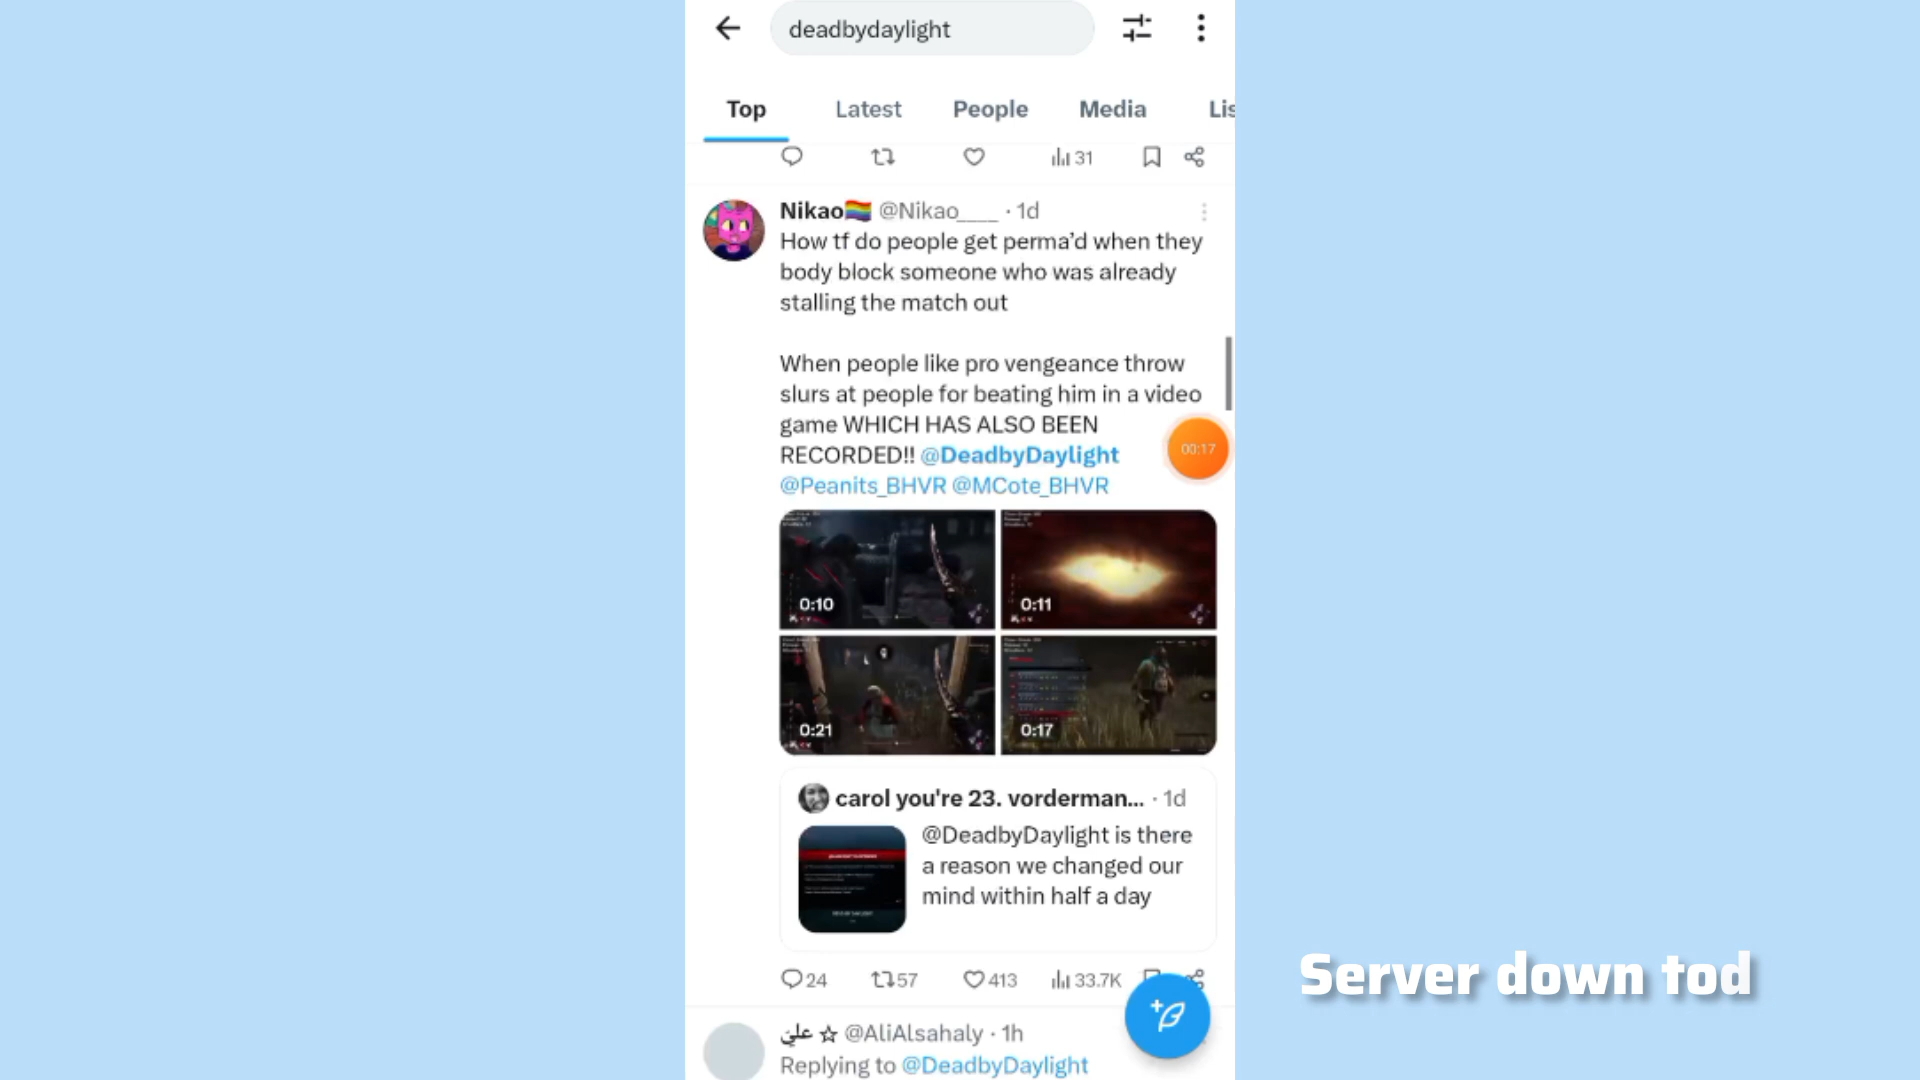 deadbydaylight
Top Latest People Media Lis
31
Nikao🏳️‍🌈 @Nikao____ · 1d
How tf do people get perma’d when they
body block someone who was already
stalling the match out
When people like pro vengeance throw
slurs at people for beating him in a video
game WHICH HAS ALSO BEEN
RECORDED!! @DeadbyDaylight
@Peanits_BHVR @MCote_BHVR
00:17
0:10 0:11
0:21 0:17
carol you're 23. vorderman... · 1d
@DeadbyDaylight is there
a reason we changed our
mind within half a day
24 57 413 33.7K
علي ☆ @AliAlsahaly · 1h
Replying to @DeadbyDaylight
Server down tod